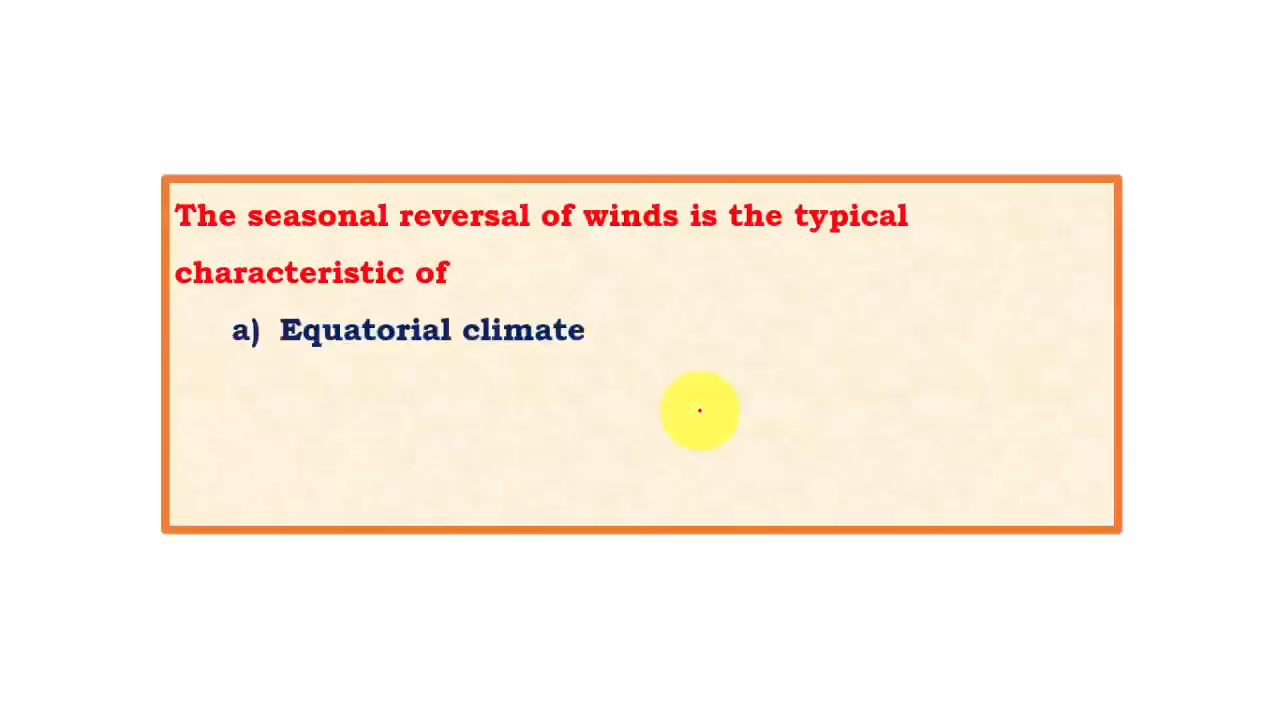 The seasonal reversal of winds is the typical
characteristic of
a) Equatorial climate